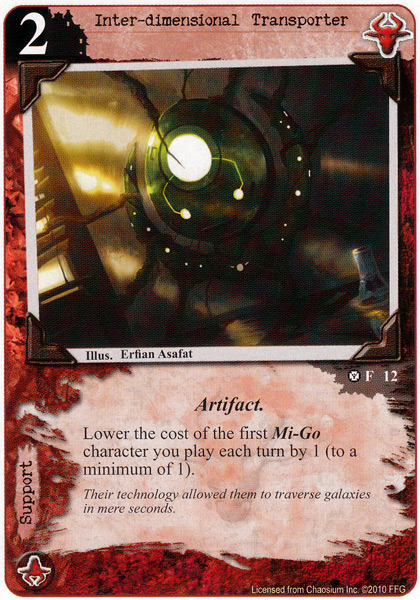 2
Inter-dimensional Transporter
Illus. Erfian Asafat
F 12
Artifact.
Lower the cost of the first Mi-Go
character you play each turn by 1 (to a
minimum of 1).
Their technology allowed them to traverse galaxies
in mere seconds.
Support
Licensed from Chaosium Inc. ©2010 FFG